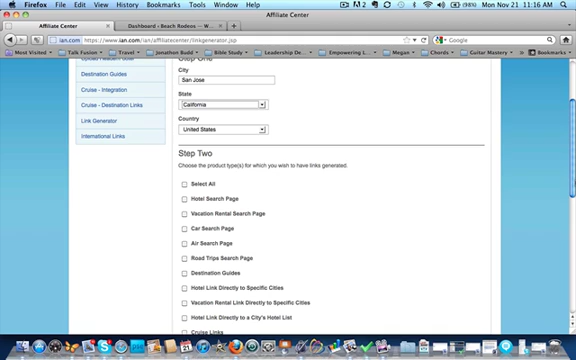 Firefox File Edit View History Bookmarks Tools Window Help
(98%) Mon Nov 21 11:16 AM
Affiliate Center
Affiliate Center
Dashboard - Beach Rodeos — W...
ian.com https://www.ian.com/affiliatecenter/linkgenerator.jsp
Google
Most Visited Talk Fusion Jonathan Budd Bible Study Leadership De... Empowering L... Megan Chords Guitar Mastery Bookmarks
Step One
Destination Guides
Cruise - Integration
Cruise - Destination Links
Link Generator
International Links
City
San Jose
State
California
Country
United States
Step Two
Choose the product type(s) for which you wish to have links generated.
Select All
Hotel Search Page
Vacation Rental Search Page
Car Search Page
Air Search Page
Road Trips Search Page
Destination Guides
Hotel Link Directly to Specific Cities
Vacation Rental Link Directly to Specific Cities
Hotel Link Directly to a City's Hotel List
Cruise Links